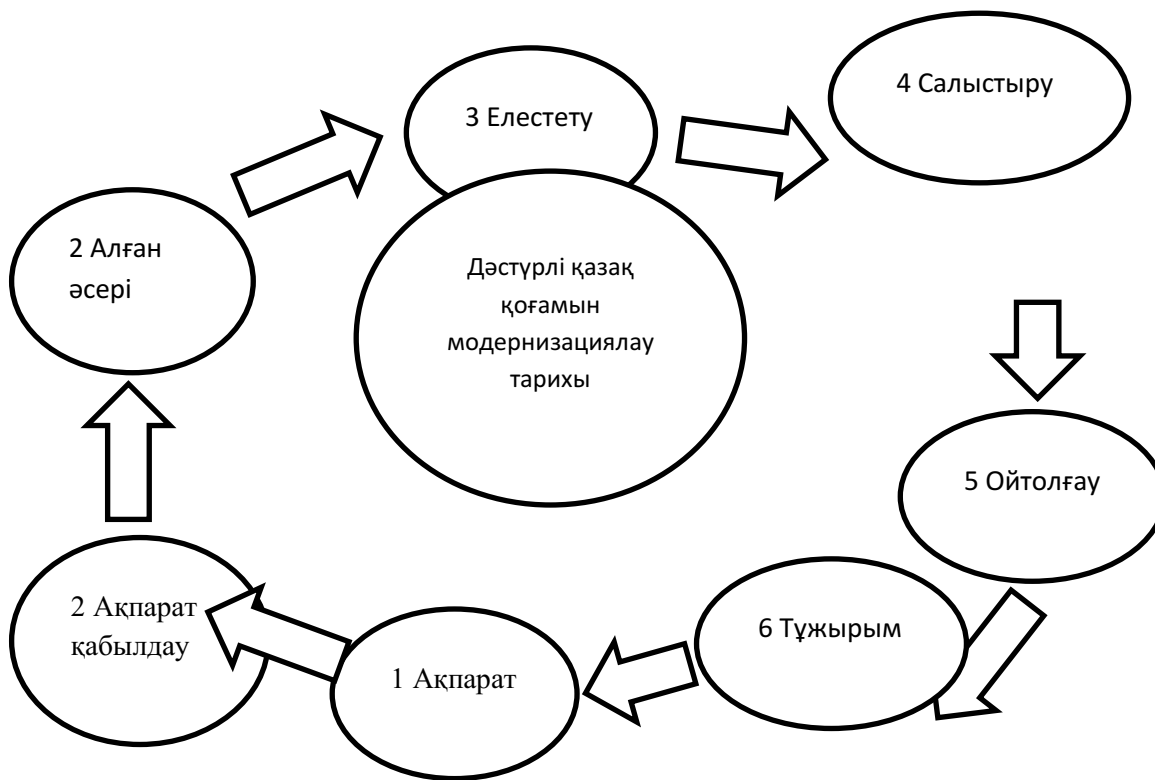 4 Салыстыру
3 Елестету
2 Алған
әсері
Дәстүрлі қазақ
қоғамын
модернизациялау
тарихы
5 Ойтолғау
2 Ақпарат
қабылдау
6 Тұжырым
1 Ақпарат